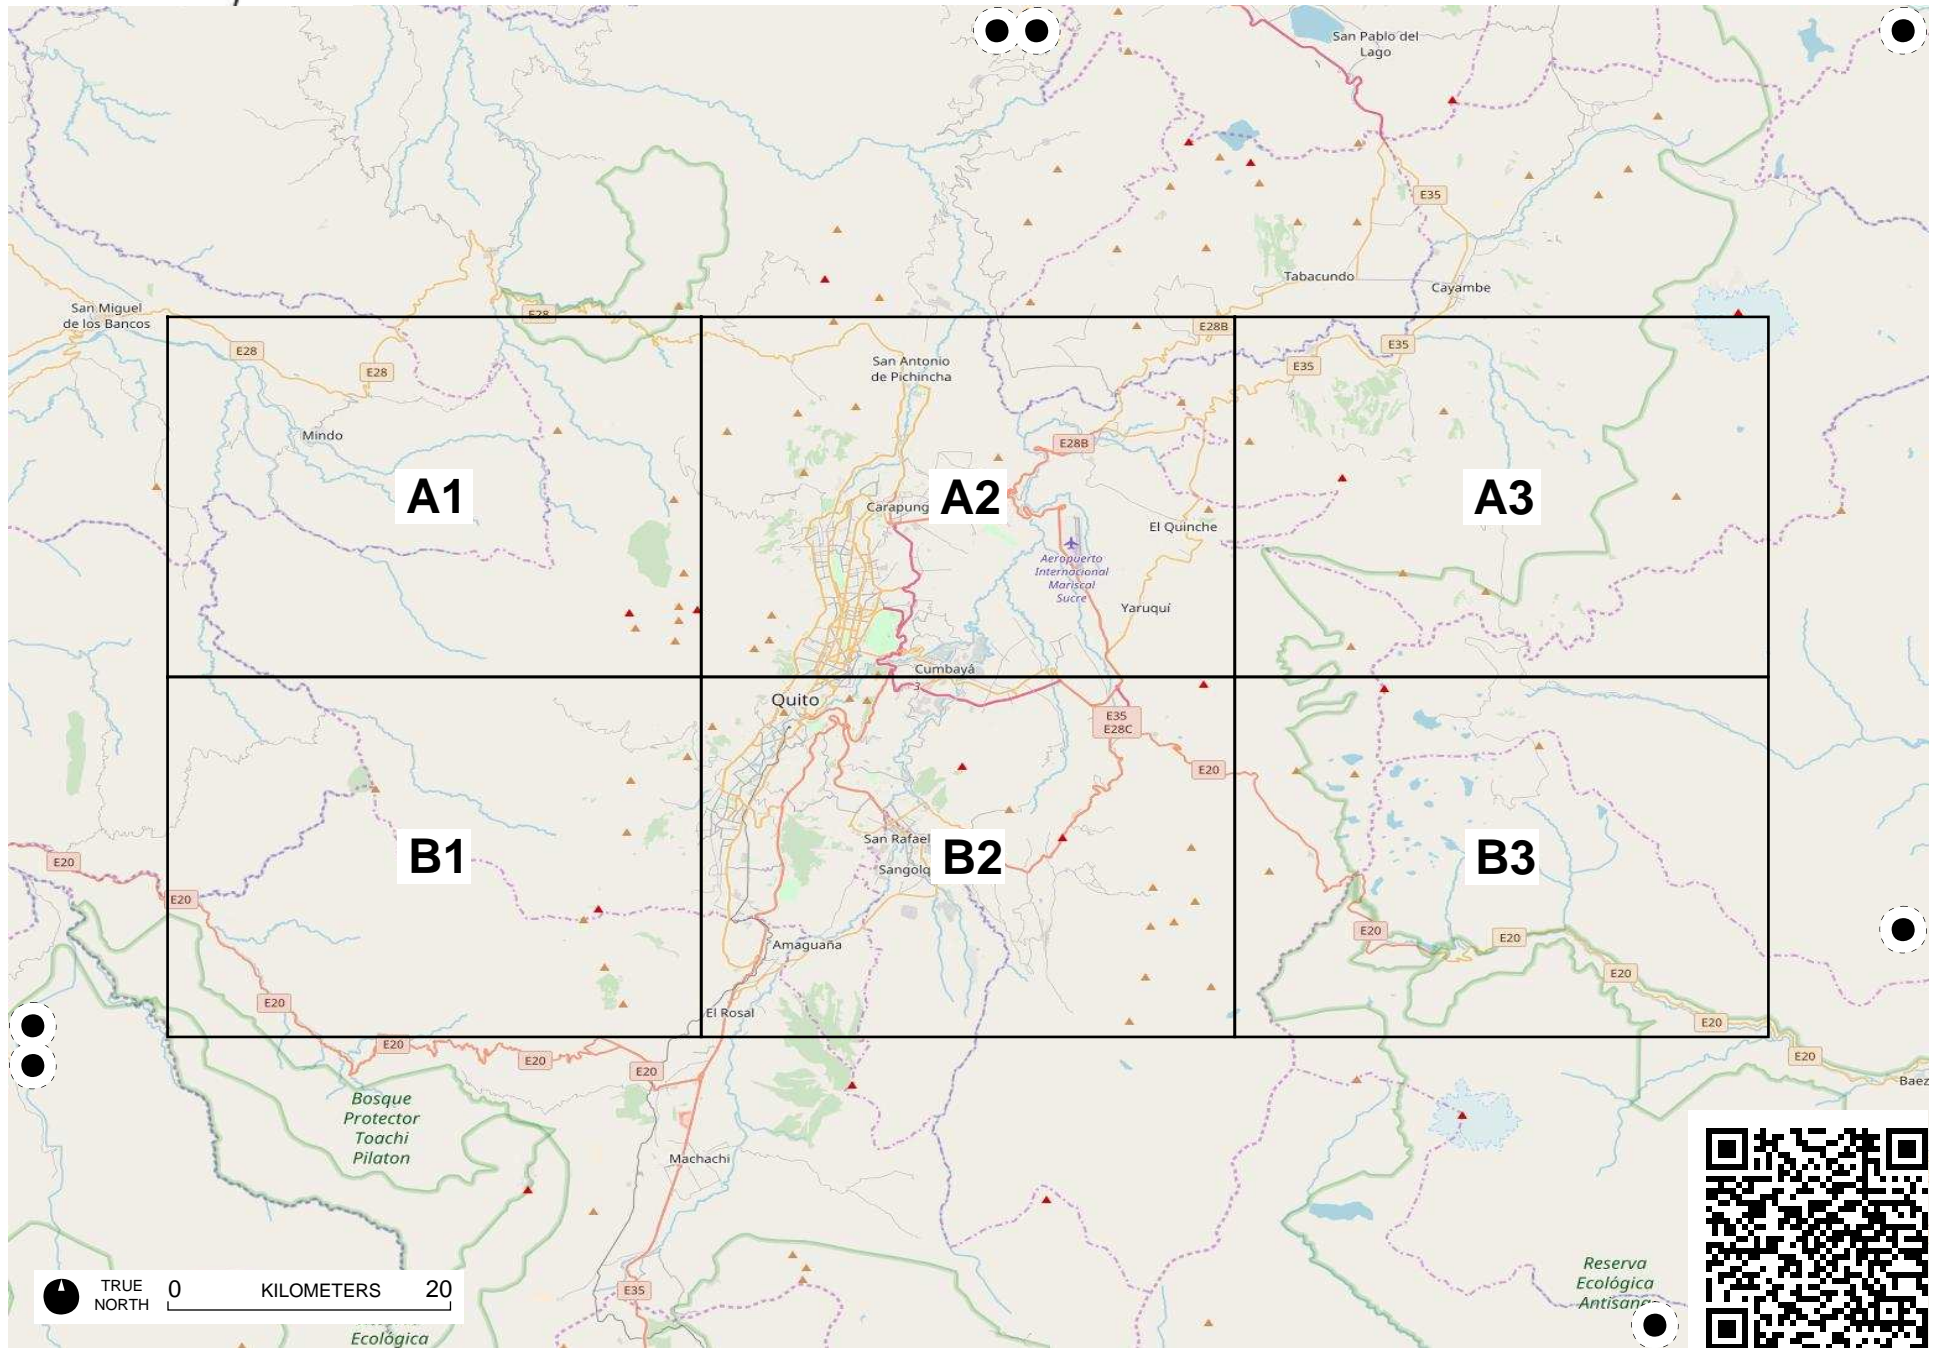 San Pablo del
Lago
E35
Tabacundo
Cayambe
San Miguel
de los Bancos
E28
E28B
E28
E35
E35
San Antonio
de Pichincha
E28
Mindo
E28B
A1
A2
A3
Carapung
El Quinche
Aeropuerto
Internacional
Mariscal
Sucre
Yaruquí
Cumbayá
3
Quito
E35
E28C
E20
San Rafael
B1
B2
B3
E20
Sangolq
E20
E20
E20
Amaguaña
E20
E20
El Rosal
E20
E20
E20
E20
E20
Baez
Bosque
Protector
Toachi
Pilaton
Machachi
Reserva
Ecológica
Antisana
TRUE
NORTH
0 KILOMETERS 20
E35
Ecológica